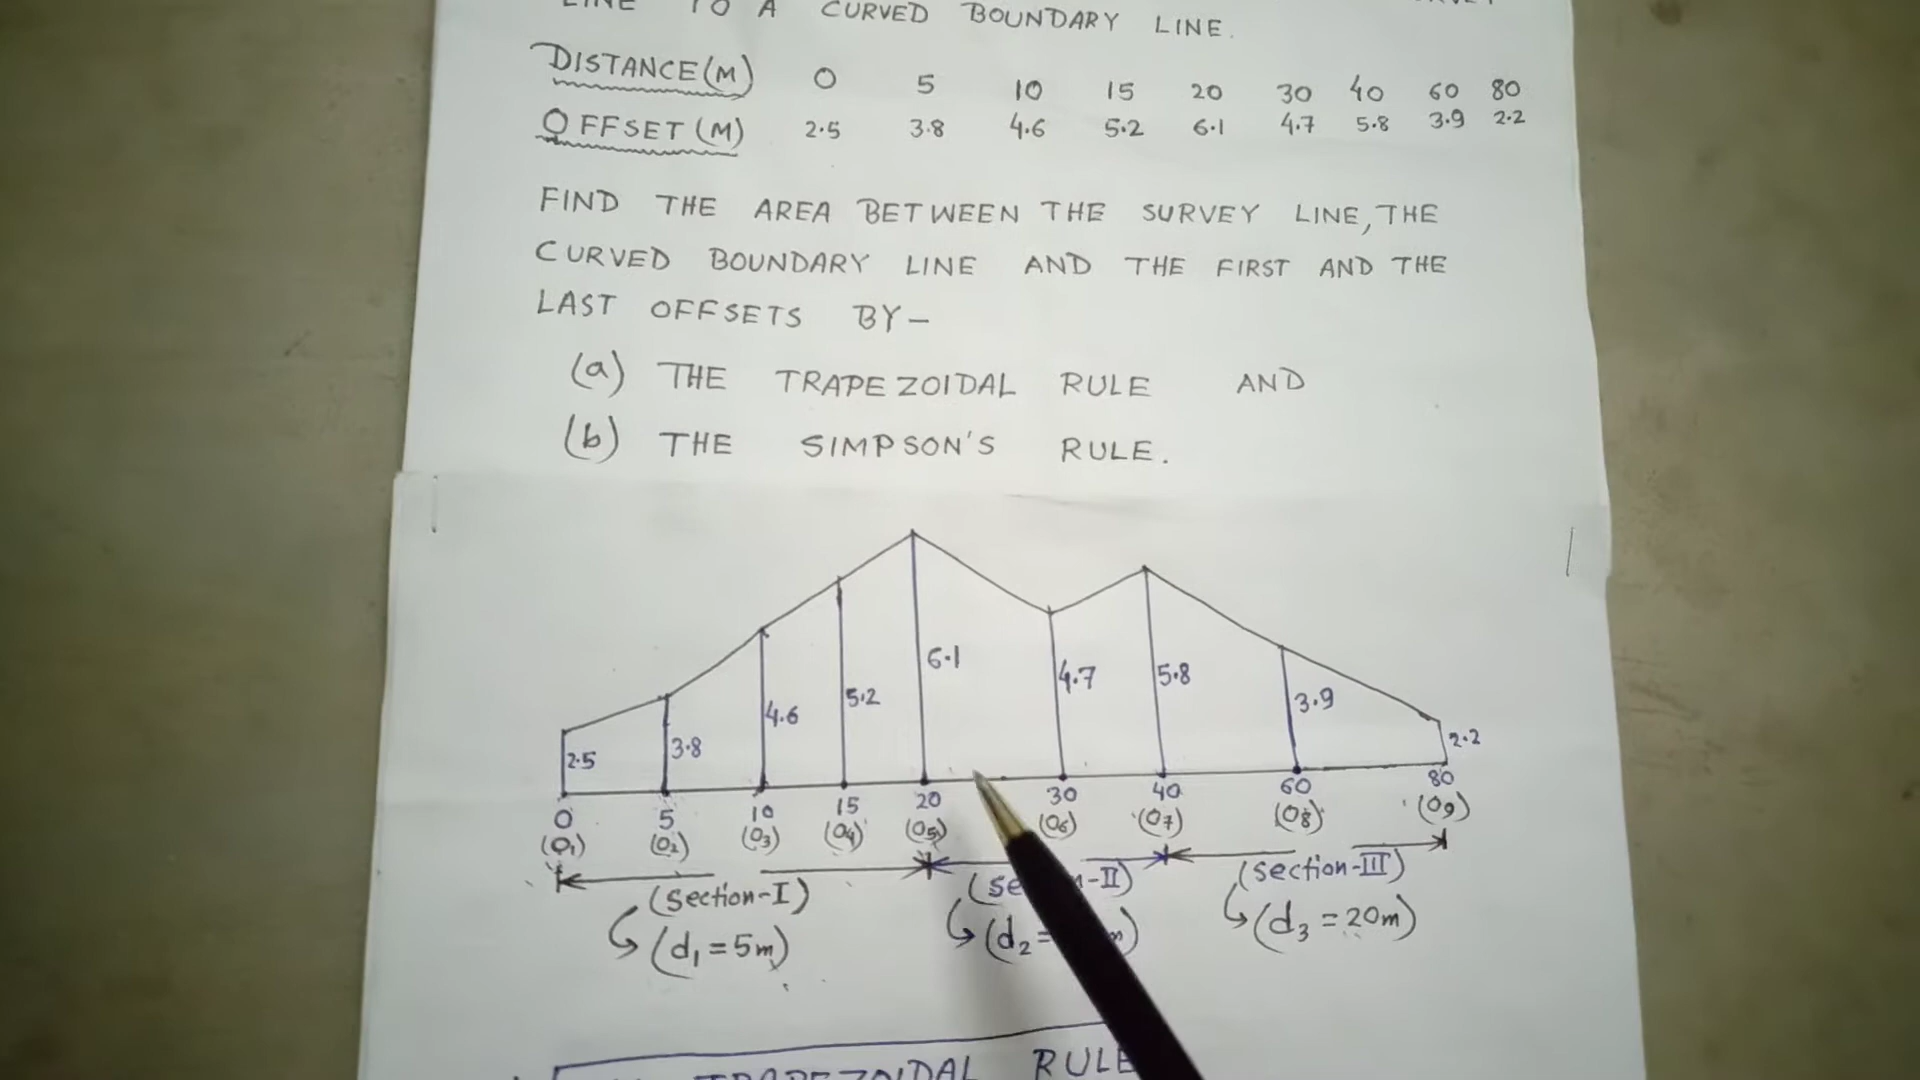 TO A CURVED BOUNDARY LINE.
DISTANCE(M) 0 5 10 15 20 30 40 60 80
OFFSET(M) 2.5 3.8 4.6 5.2 6.1 4.7 5.8 3.9 2.2
FIND THE AREA BETWEEN THE SURVEY LINE, THE
CURVED BOUNDARY LINE AND THE FIRST AND THE
LAST OFFSETS BY-
(a) THE TRAPEZOIDAL RULE AND
(b) THE SIMPSON'S RULE.
2.5 3.8 4.6 5.2 6.1 4.7 5.8 3.9 2.2
0 5 10 15 20 30 40 60 80
(O1) (O2) (O3) (O4) (O5) (O6) (O7) (O8) (O9)
(Section-I) -II) (Section-III)
(d1 = 5m) (d2= m) (d3 = 20m)
TRAPEZOIDAL RULE